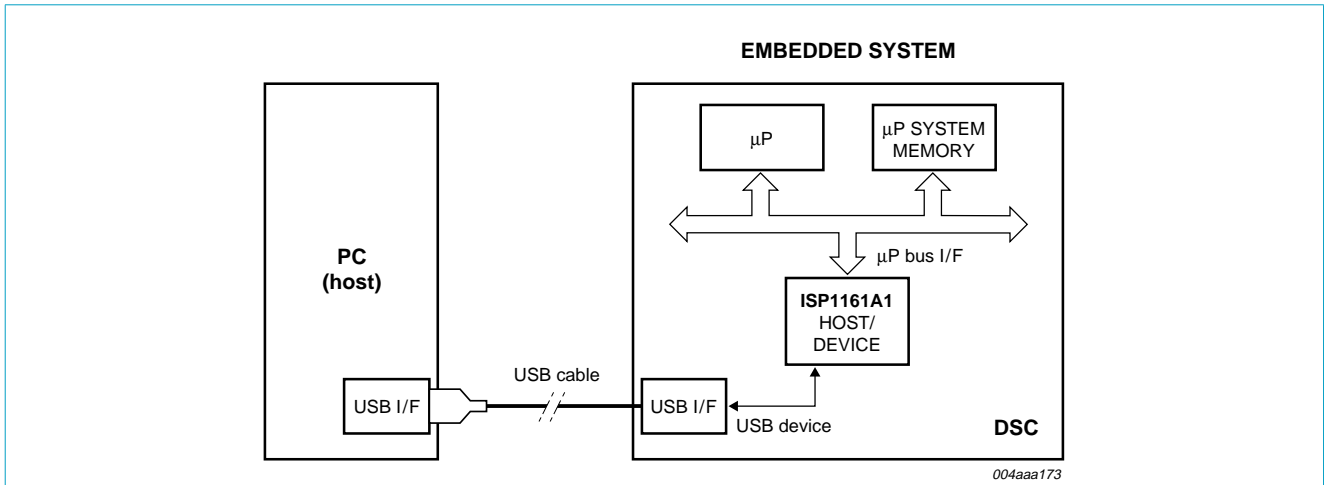 EMBEDDED SYSTEM
μP
μP SYSTEM
MEMORY
μP bus I/F
PC
(host)
ISP1161A1
HOST/
DEVICE
USB cable
USB I/F
USB I/F
USB device
DSC
004aaa173